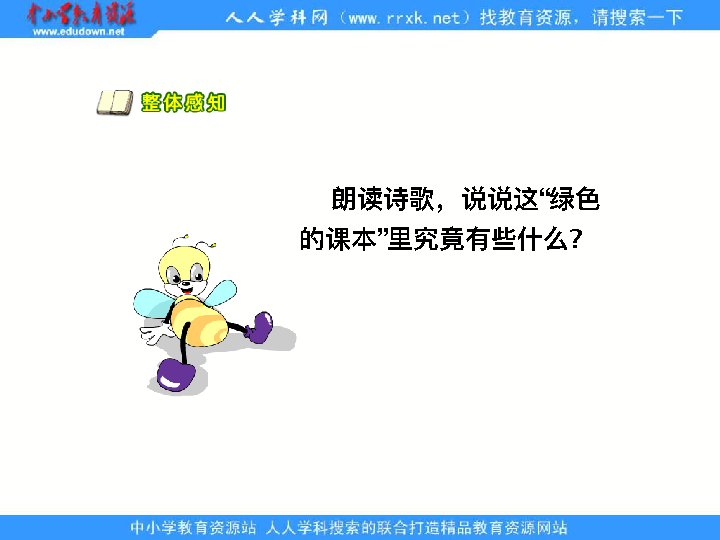 中小学教育资源
www.edudown.net
人人学科网（www.rrxk.net）找教育资源，请搜索一下
整体感知
朗读诗歌，说说这“绿色
的课本”里究竟有些什么？
中小学教育资源站 人人学科搜索的联合打造精品教育资源网站